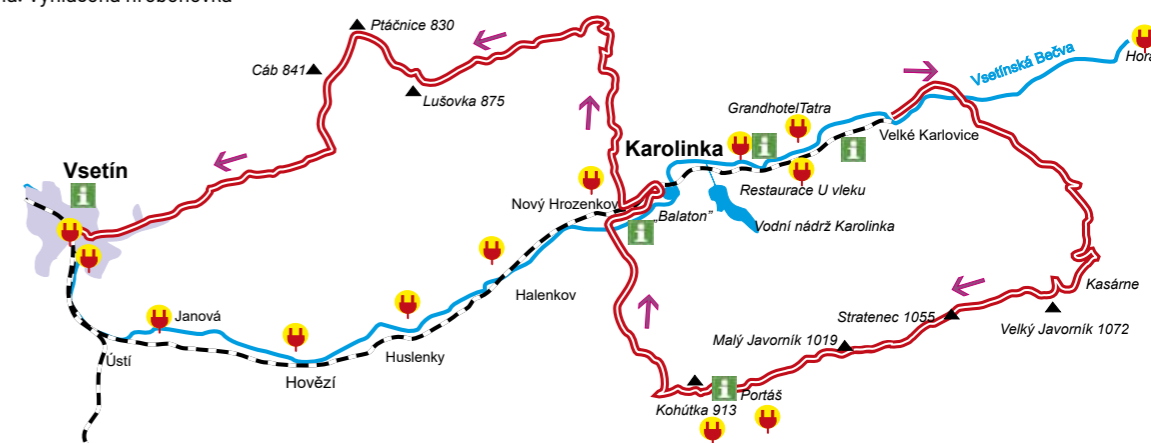 Ptáčnice 830
Cáb 841
Lušovka 875
Vsetínská Bečva
GrandhotelTatra
Velké Karlovice
Karolinka
Vsetín
Restaurace U vleku
Nový Hrozenkov
„Balaton"
Vodní nádrž Karolinka
Kasárne
Halenkov
Stratenec 1055
Velký Javorník 1072
Janová
Malý Javorník 1019
Huslenky
Ústí
Hovězí
Portáš
Kohútka 913